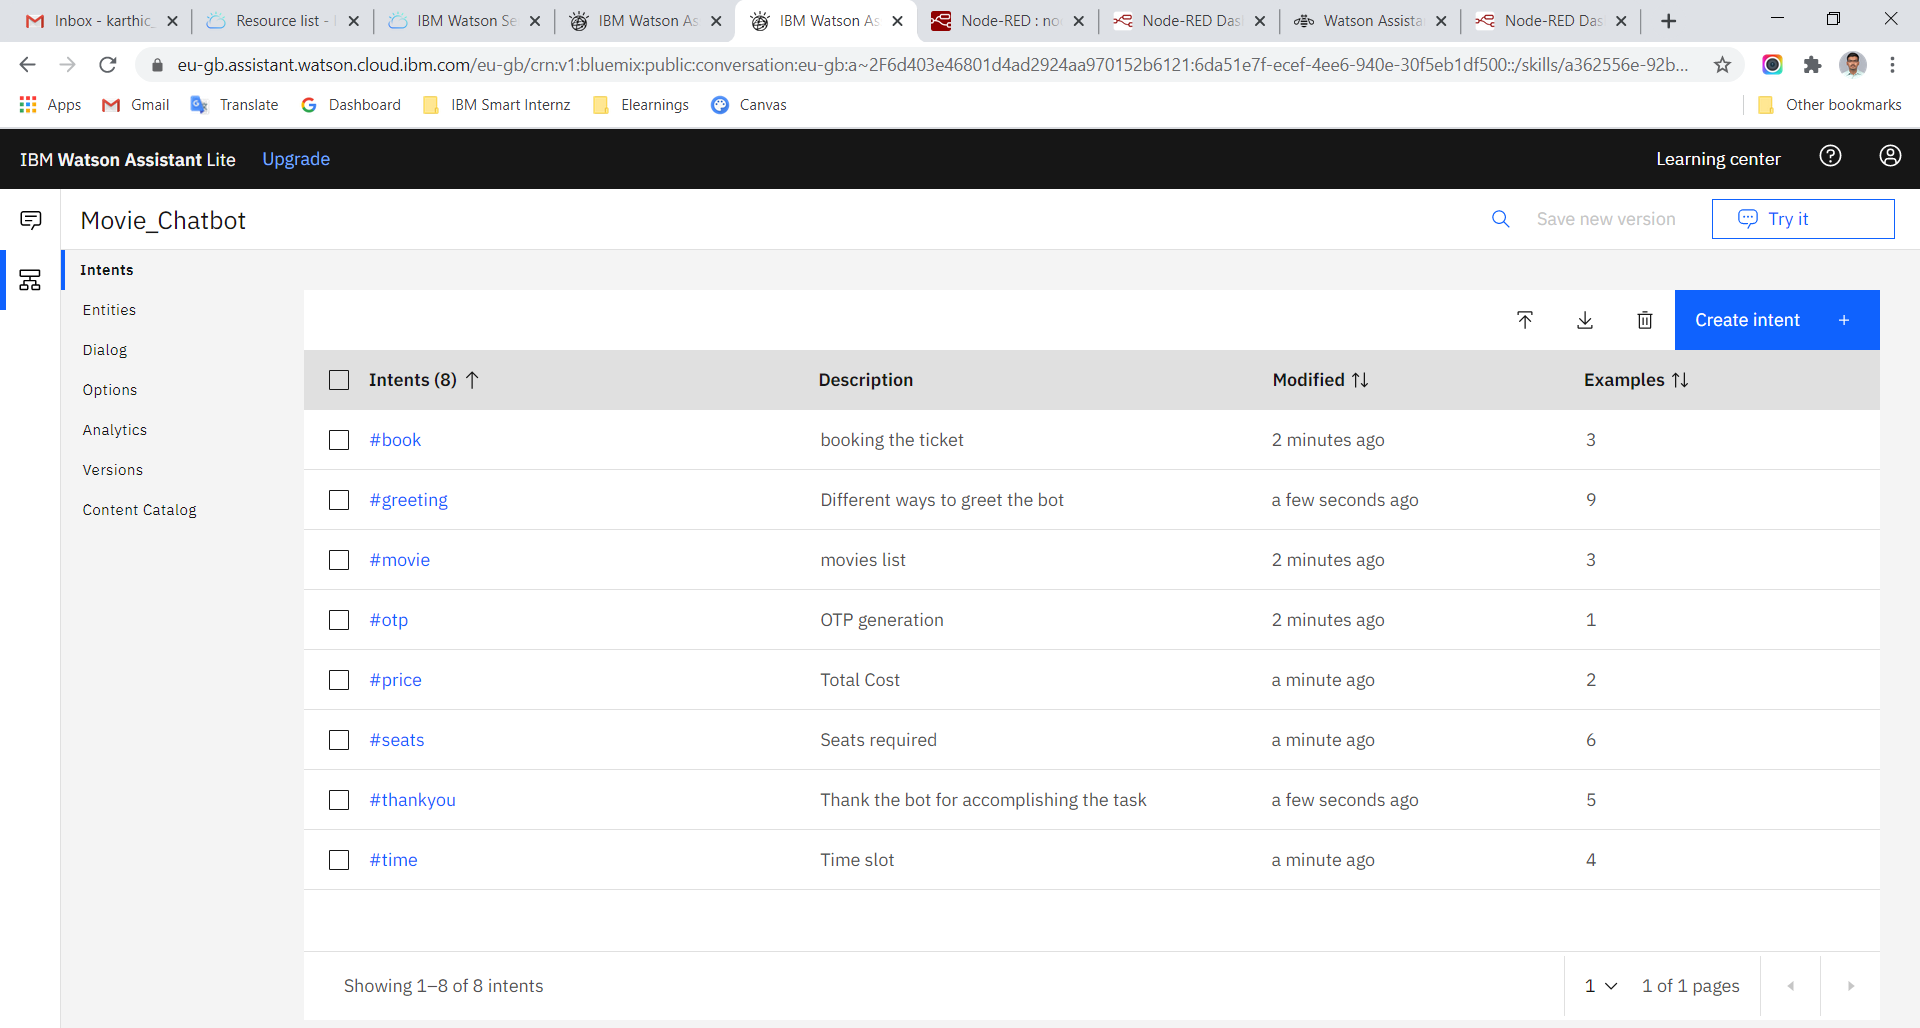 Inbox - karthic_ Resource list - IBM Watson Se IBM Watson As IBM Watson As Node-RED : no Node-RED Das Watson Assista Node-RED Das
eu-gb.assistant.watson.cloud.ibm.com/eu-gb/crn:v1:bluemix:public:conversation:eu-gb:a~2F6d403e46801d4ad2924aa970152b6121:6da51e7f-ecef-4ee6-940e-30f5eb1df500::/skills/a362556e-92b...
Apps Gmail Translate Dashboard IBM Smart Internz Elearnings Canvas Other bookmarks
IBM Watson Assistant Lite Upgrade Learning center
Movie_Chatbot Save new version Try it
Intents
Entities
Dialog
Options
Analytics
Versions
Content Catalog
Create intent +
Intents (8) Description Modified Examples
#book booking the ticket 2 minutes ago 3
#greeting Different ways to greet the bot a few seconds ago 9
#movie movies list 2 minutes ago 3
#otp OTP generation 2 minutes ago 1
#price Total Cost a minute ago 2
#seats Seats required a minute ago 6
#thankyou Thank the bot for accomplishing the task a few seconds ago 5
#time Time slot a minute ago 4
Showing 1–8 of 8 intents 1 1 of 1 pages